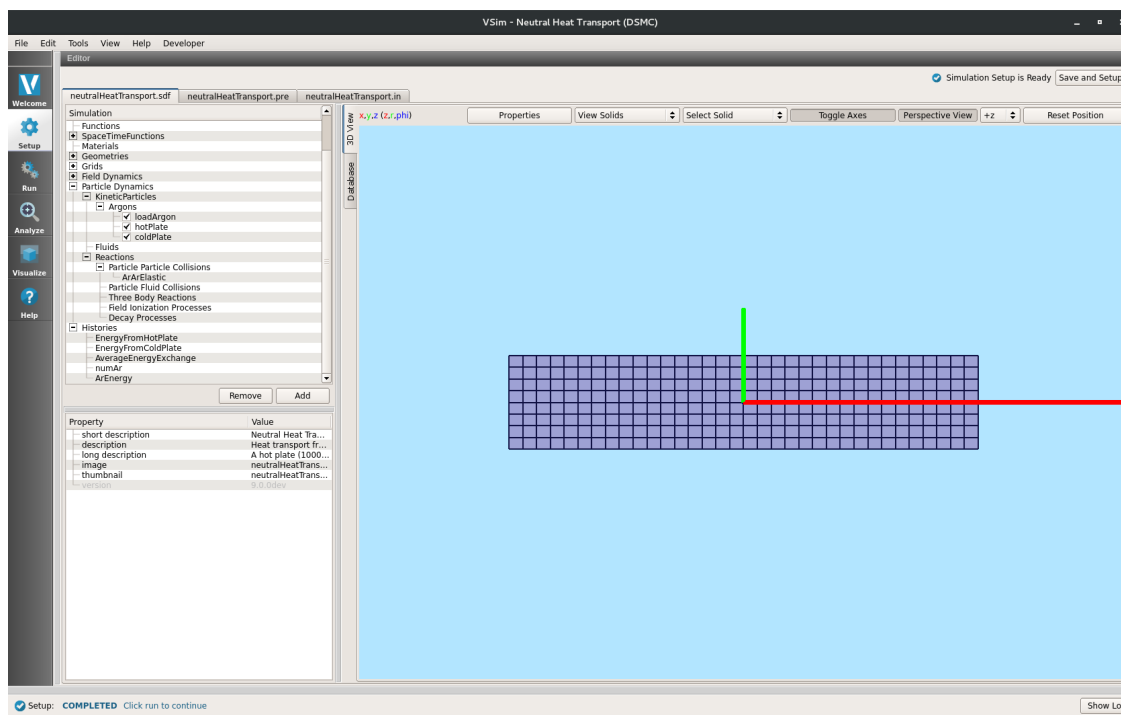 VSim - Neutral Heat Transport (DSMC)
File Edit Tools View Help Developer
Editor
Simulation Setup is Ready Save and Setup
Welcome
Setup
Run
Analyze
Visualize
Help
neutralHeatTransport.sdf neutralHeatTransport.pre neutralHeatTransport.in
Simulation
Functions
SpaceTimeFunctions
Materials
Geometries
Grids
Field Dynamics
Particle Dynamics
KineticParticles
Argons
loadArgon
hotPlate
coldPlate
Fluids
Reactions
Particle Particle Collisions
ArArElastic
Particle Fluid Collisions
Three Body Reactions
Field Ionization Processes
Decay Processes
Histories
EnergyFromHotPlate
EnergyFromColdPlate
AverageEnergyExchange
numAr
ArEnergy
Remove Add
Property Value
short description Neutral Heat Tra...
description Heat transport fr...
long description A hot plate (1000...
image neutralHeatTrans...
thumbnail neutralHeatTrans...
version 9.0.0dev
3D View
Database
x,y,z (z,r,phi) Properties View Solids Select Solid Toggle Axes Perspective View +z Reset Position
Setup: COMPLETED Click run to continue
Show Lo